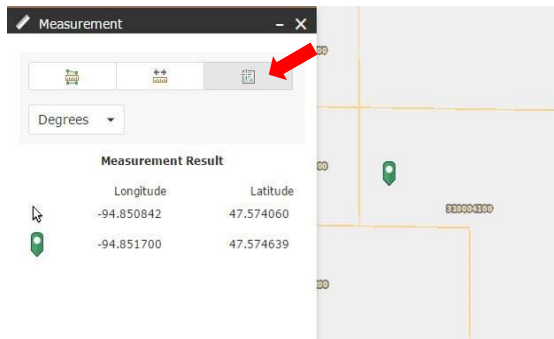 Measurement
Degrees
Measurement Result
Longitude Latitude
-94.850842 47.574060
-94.851700 47.574639